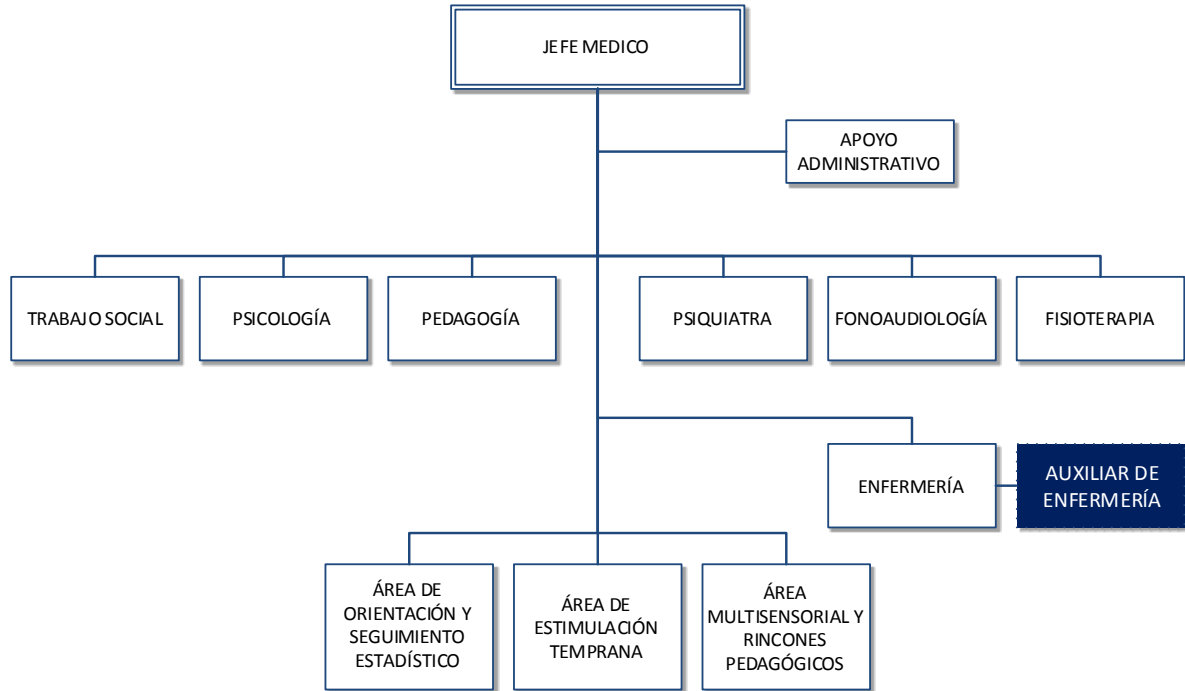 JEFE MEDICO
APOYO
ADMINISTRATIVO
TRABAJO SOCIAL
PSICOLOGÍA
PEDAGOGÍA
PSIQUIATRA
FONOAUDIOLOGÍA
FISIOTERAPIA
ENFERMERÍA
AUXILIAR DE
ENFERMERÍA
ÁREA DE
ORIENTACIÓN Y
SEGUIMIENTO
ESTADÍSTICO
ÁREA DE
ESTIMULACIÓN
TEMPRANA
ÁREA
MULTISENSORIAL Y
RINCONES
PEDAGÓGICOS